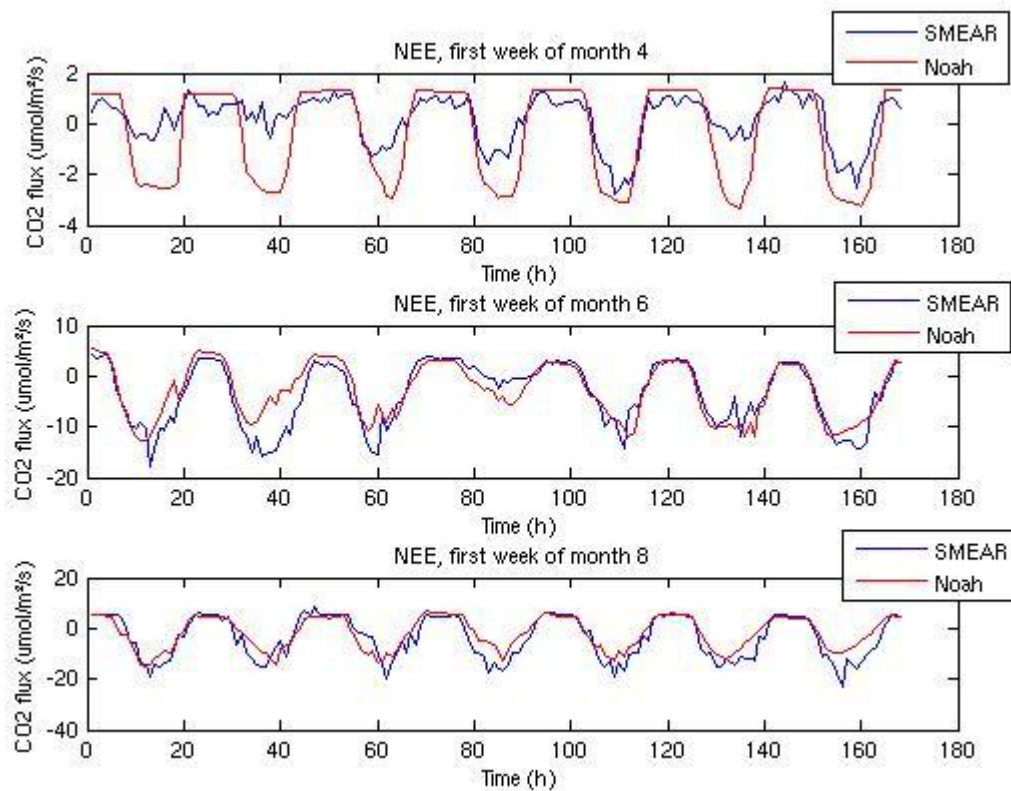 NEE, first week of month 4
SMEAR
Noah
CO2 flux (umol/m²/s)
2
0
-2
-4
0 20 40 60 80 100 120 140 160 180
Time (h)
NEE, first week of month 6
SMEAR
Noah
CO2 flux (umol/m²/s)
10
0
-10
-20
0 20 40 60 80 100 120 140 160 180
Time (h)
NEE, first week of month 8
SMEAR
Noah
CO2 flux (umol/m²/s)
20
0
-20
-40
0 20 40 60 80 100 120 140 160 180
Time (h)